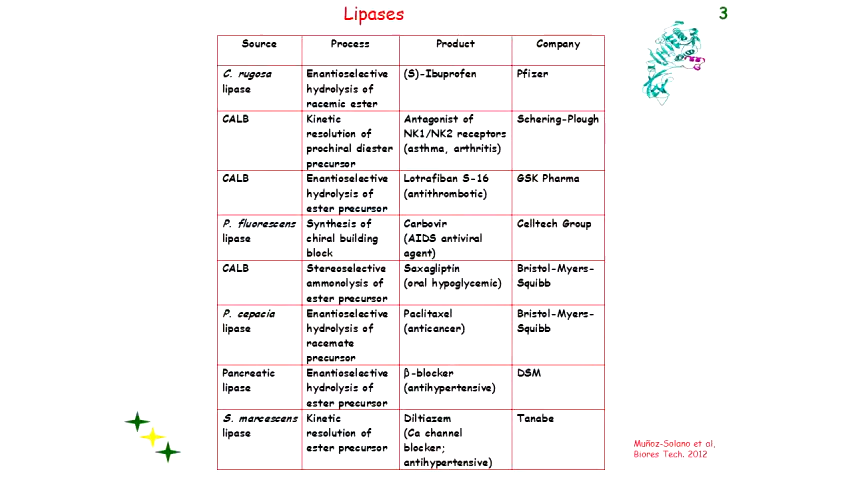 Lipases
3
Source Process Product Company
C. rugosa Enantioselective (S)-Ibuprofen Pfizer
lipase hydrolysis of
racemic ester
CALB Kinetic Antagonist of Schering-Plough
resolution of NK1/NK2 receptors
prochiral diester (asthma, arthritis)
precursor
CALB Enantioselective Lotrafiban S-16 GSK Pharma
hydrolysis of (antithrombotic)
ester precursor
P. fluorescens Synthesis of Carbovir Celltech Group
lipase chiral building (AIDS antiviral
block agent)
CALB Stereoselective Saxagliptin Bristol-Myers-
ammonolysis of (oral hypoglycemic) Squibb
ester precursor
P. cepacia Enantioselective Paclitaxel Bristol-Myers-
lipase hydrolysis of (anticancer) Squibb
racemate
precursor
Pancreatic Enantioselective β-blocker DSM
lipase hydrolysis of (antihypertensive)
ester precursor
S. marcescens Kinetic Diltiazem Tanabe
lipase resolution of (Ca channel
ester precursor blocker;
antihypertensive)
Muñoz-Solano et al,
Biores Tech. 2012